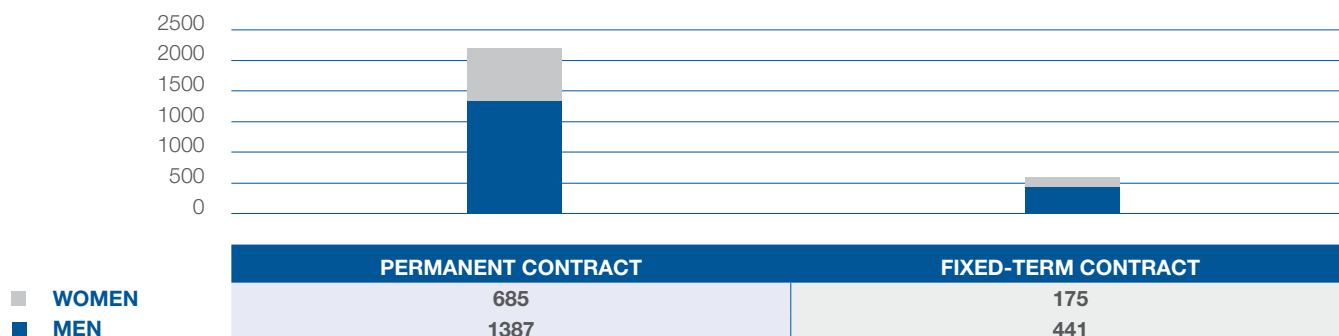 2500
2000
1500
1000
1000
500
0
PERMANENT CONTRACT FIXED-TERM CONTRACT
WOMEN 685 175
MEN 1387 441